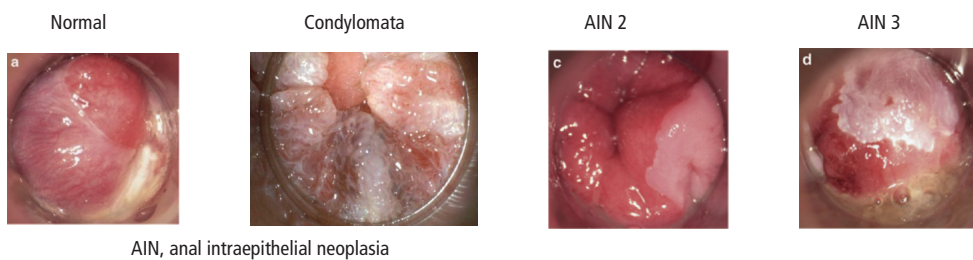 Normal Condylomata AIN 2 AIN 3
a
c
d
AIN, anal intraepithelial neoplasia